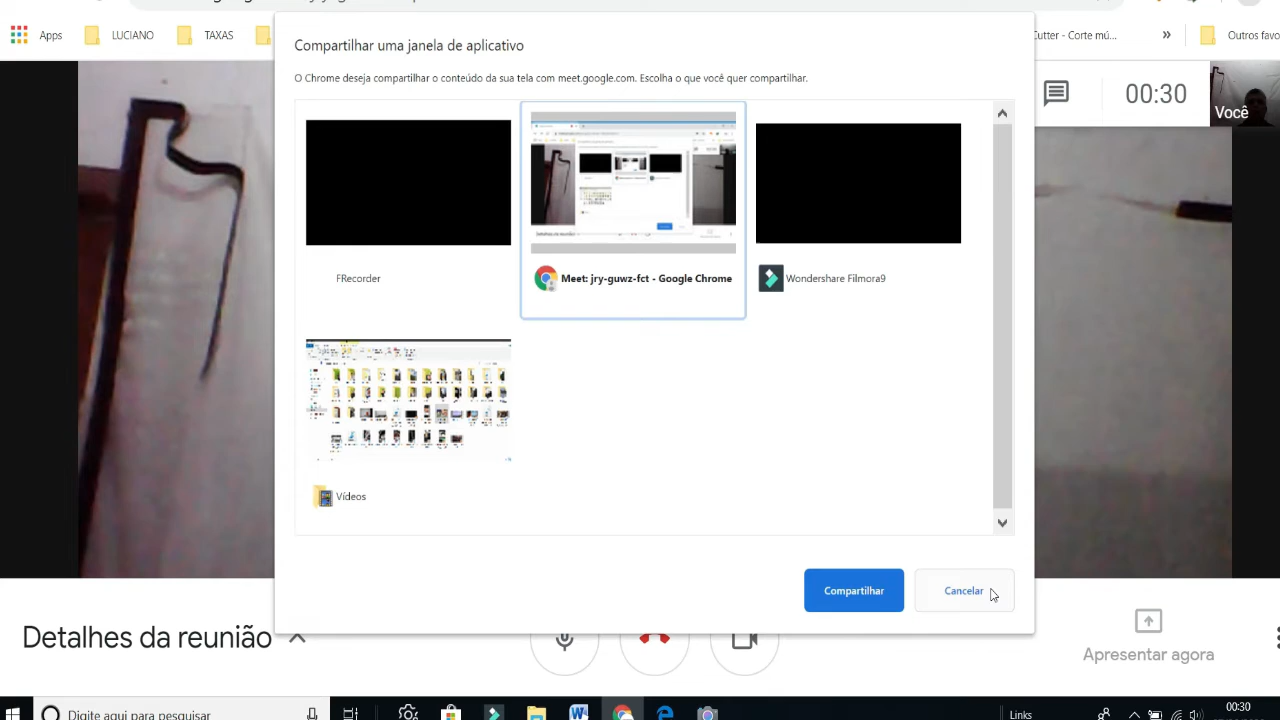 Apps
LUCIANO
TAXAS
Cutter - Corte mú...
»
Outros favo
Compartilhar uma janela de aplicativo
O Chrome deseja compartilhar o conteúdo da sua tela com meet.google.com. Escolha o que você quer compartilhar.
00:30
Você
FRecorder
Meet: jry-guwz-fct - Google Chrome
Wondershare Filmora9
Vídeos
Compartilhar
Cancelar
Detalhes da reunião
Apresentar agora
Digite aqui para pesquisar
Links
00:30